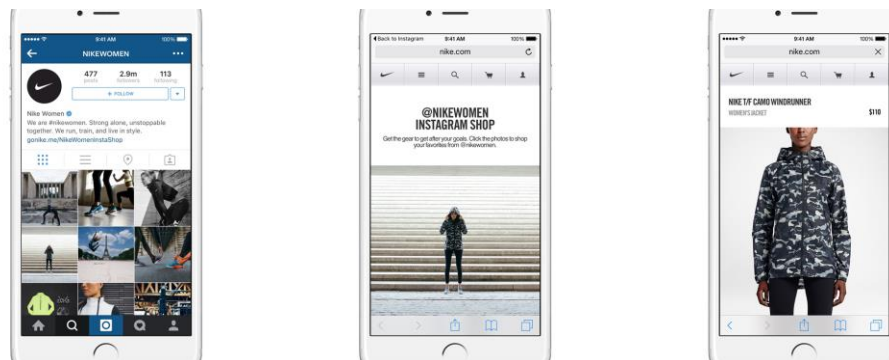 9:41 AM 100%
NIKEWOMEN
477 2.9m 113
posts followers following
+ FOLLOW
Nike Women
We are #nikewomen. Strong alone, unstoppable
together. We run, train, and live in style.
gonike.me/NikeWomenInstaShop
Back to Instagram 9:41 AM 100%
nike.com
@NIKEWOMEN
INSTAGRAM SHOP
Get the gear to get after your goals. Click the photos to shop
your favorites from @nikewomen.
9:41 AM 100%
nike.com
NIKE T/F CAMO WINDRUNNER
WOMEN'S JACKET $110